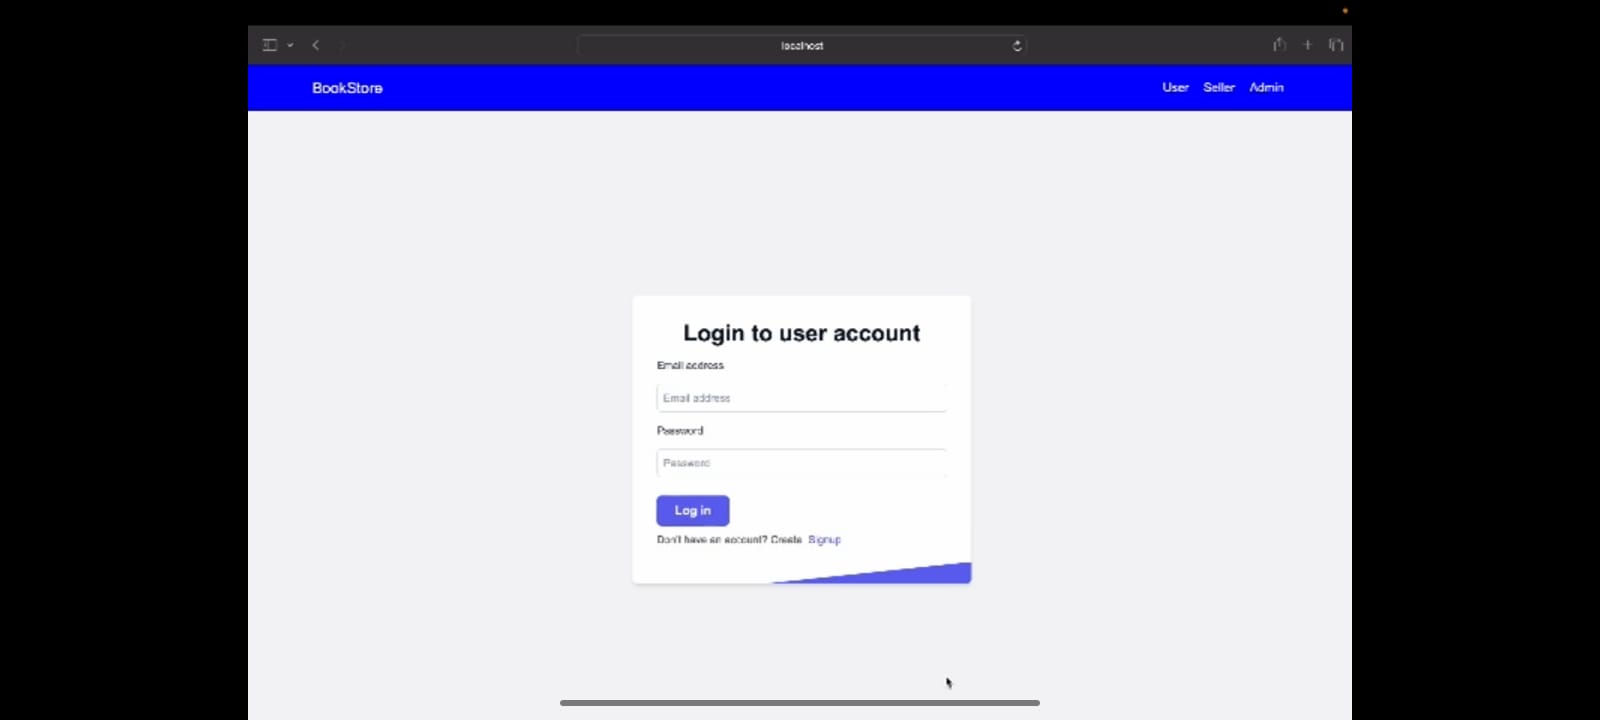 localhost
BookStore
User Seller Admin
Login to user account
Email address
Email address
Password
Password
Log in
Don't have an account? Create Signup